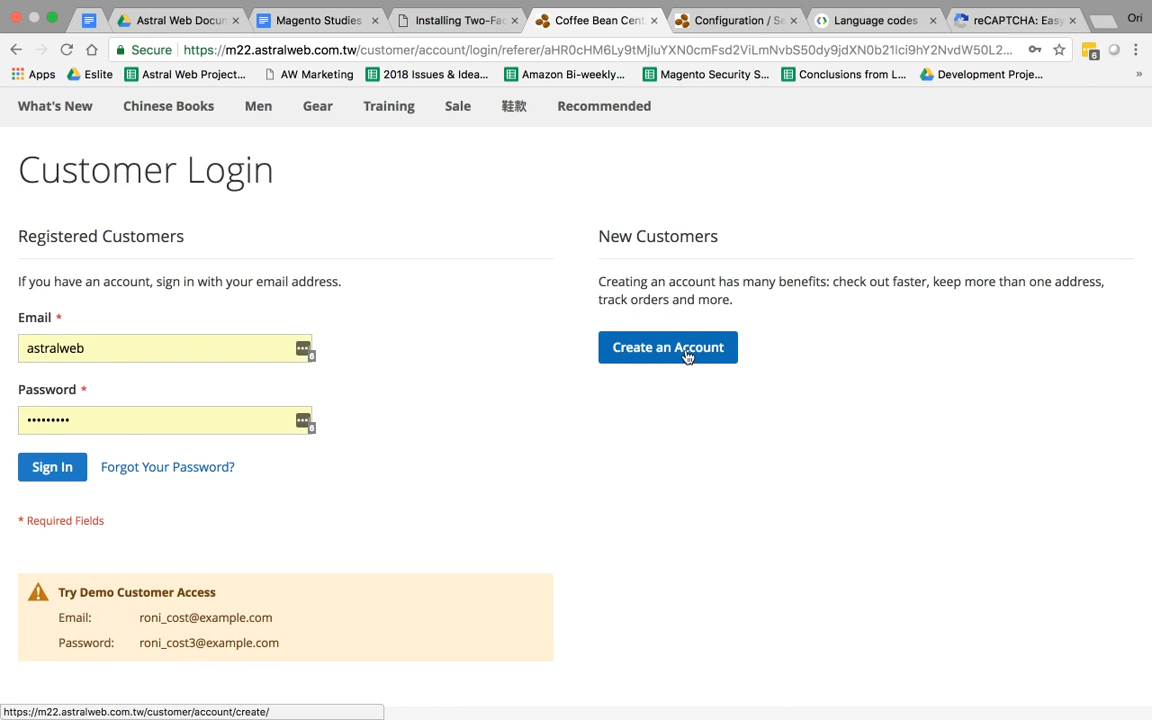 Astral Web Docun
Magento Studies
Installing Two-Fac
Coffee Bean Cent
Configuration / Se
Language codes
reCAPTCHA: Easy
Ori
Secure
https://m22.astralweb.com.tw/customer/account/login/referer/aHR0cHM6Ly9tMjIuYXN0cmFsd2ViLmNvbS50dy9jdXN0b21lci9hY2NvdW50L2...
6
Apps
Eslite
Astral Web Project...
AW Marketing
2018 Issues & Idea...
Amazon Bi-weekly...
Magento Security S...
Conclusions from L...
Development Proje...
»
What's New
Chinese Books
Men
Gear
Training
Sale
鞋款
Recommended
Customer Login
Registered Customers
If you have an account, sign in with your email address.
Email *
astralweb
6
Password *
•••••••••
6
Sign In
Forgot Your Password?
* Required Fields
Try Demo Customer Access
Email: roni_cost@example.com
Password: roni_cost3@example.com
New Customers
Creating an account has many benefits: check out faster, keep more than one address,
track orders and more.
Create an Account
https://m22.astralweb.com.tw/customer/account/create/